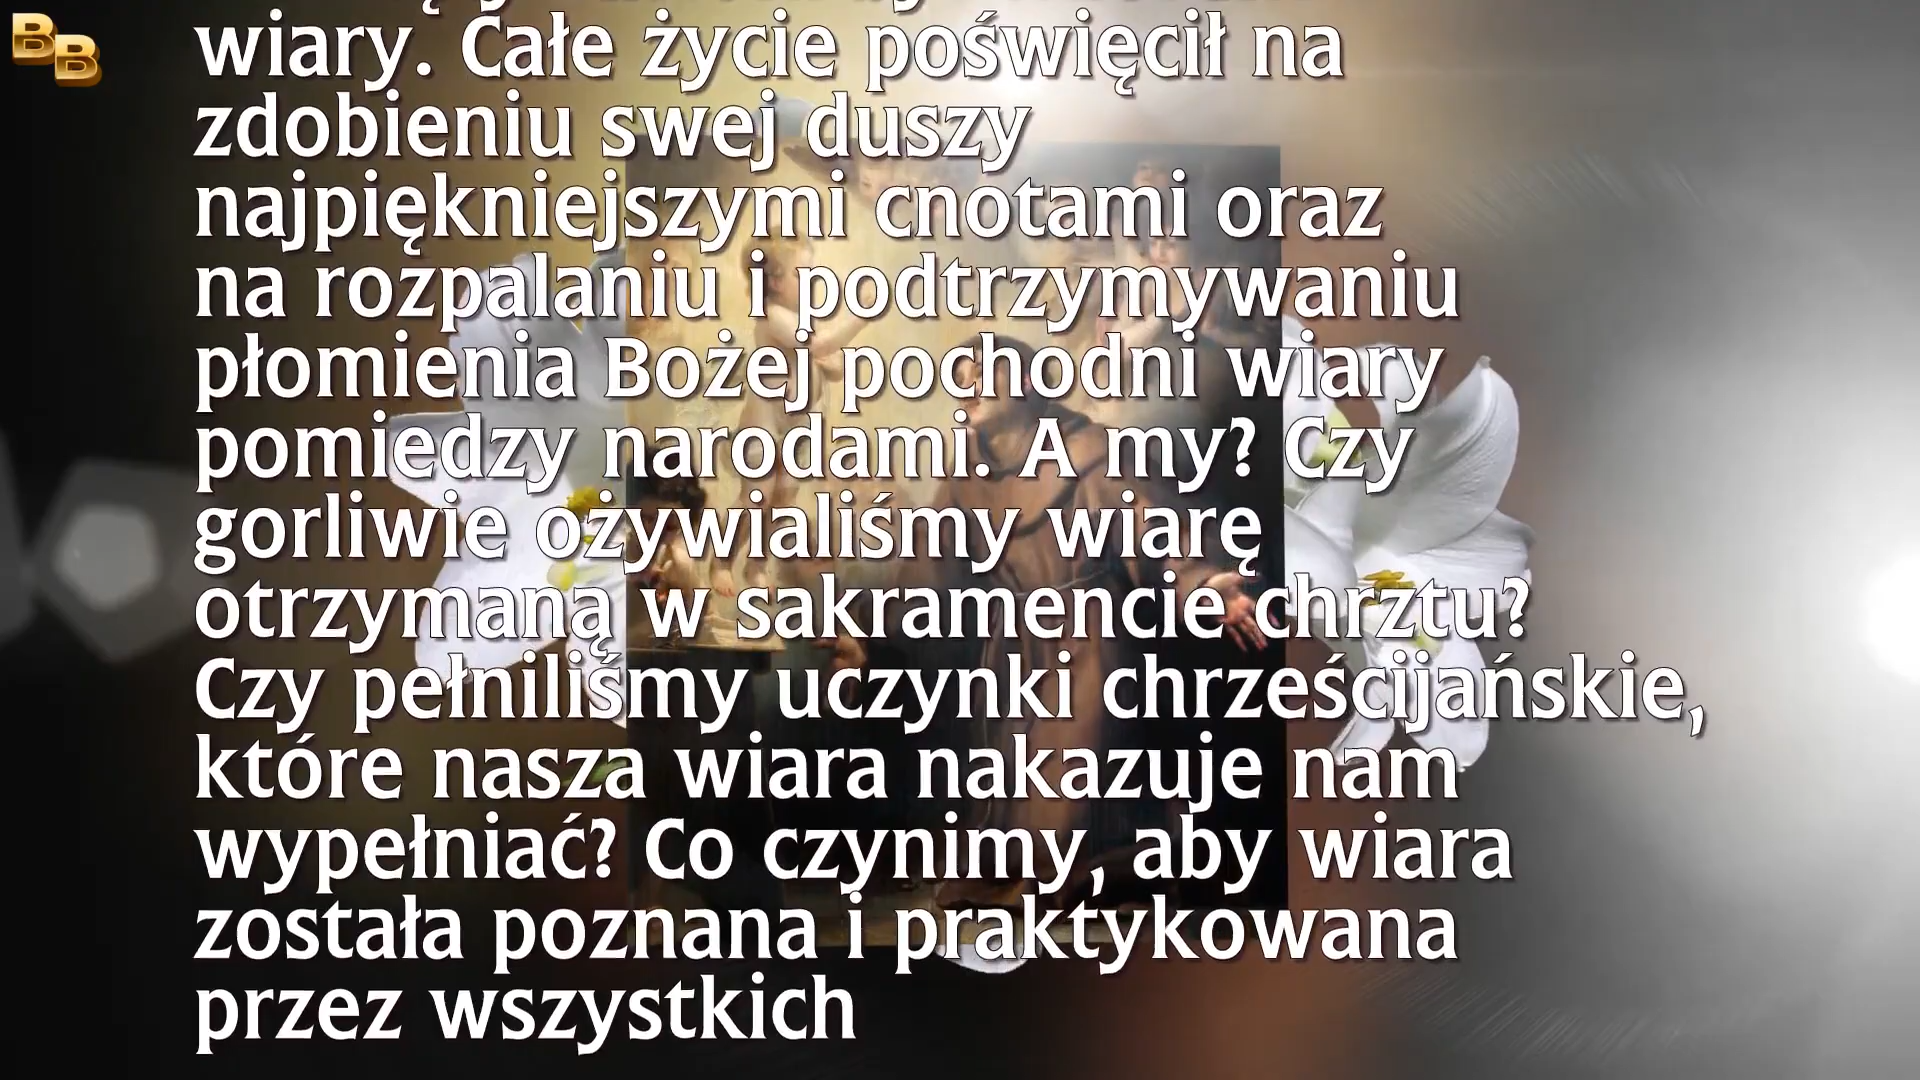 BB
wiary. Całe życie poświęcił na
zdobieniu swej duszy
najpiękniejszymi cnotami oraz
na rozpalaniu i podtrzymywaniu
płomienia Bożej pochodni wiary
pomiedzy narodami. A my? Czy
gorliwie ożywialiśmy wiarę
otrzymaną w sakramencie chrztu?
Czy pełniliśmy uczynki chrześcijańskie,
które nasza wiara nakazuje nam
wypełniać? Co czynimy, aby wiara
została poznana i praktykowana
przez wszystkich